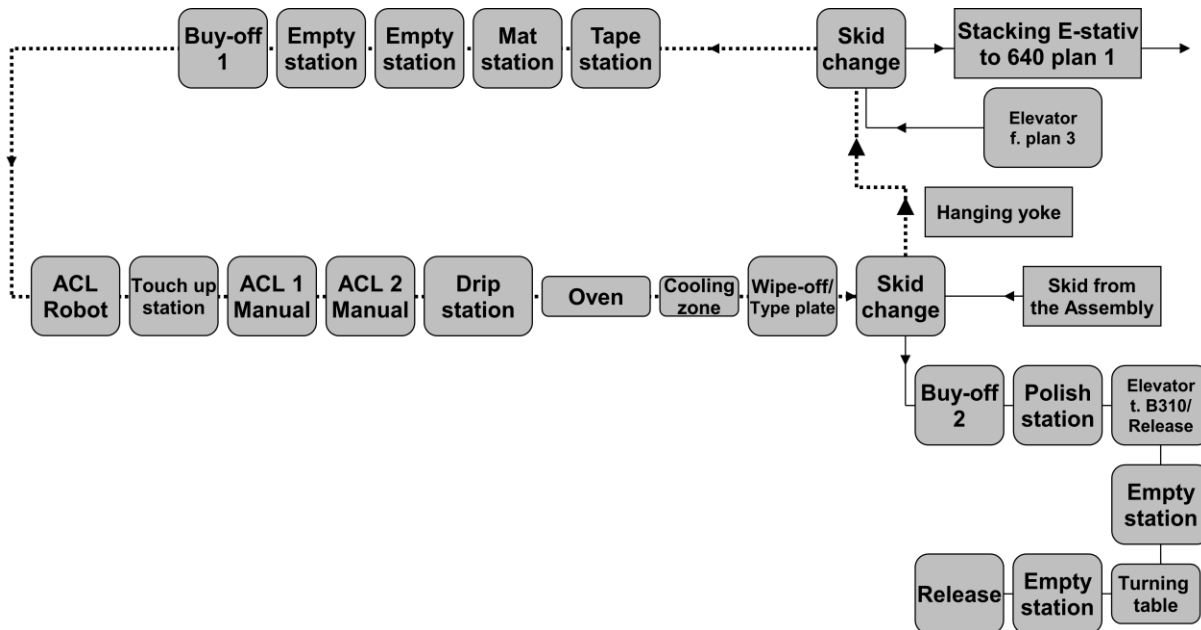 Buy-off
1
Empty
station
Empty
station
Mat
station
Tape
station
Skid
change
Stacking E-stativ
to 640 plan 1
Elevator
f. plan 3
Hanging yoke
ACL
Robot
Touch up
station
ACL 1
Manual
ACL 2
Manual
Drip
station
Oven
Cooling
zone
Wipe-off/
Type plate
Skid
change
Skid from
the Assembly
Buy-off
2
Polish
station
Elevator
t. B310/
Release
Empty
station
Release
Empty
station
Turning
table